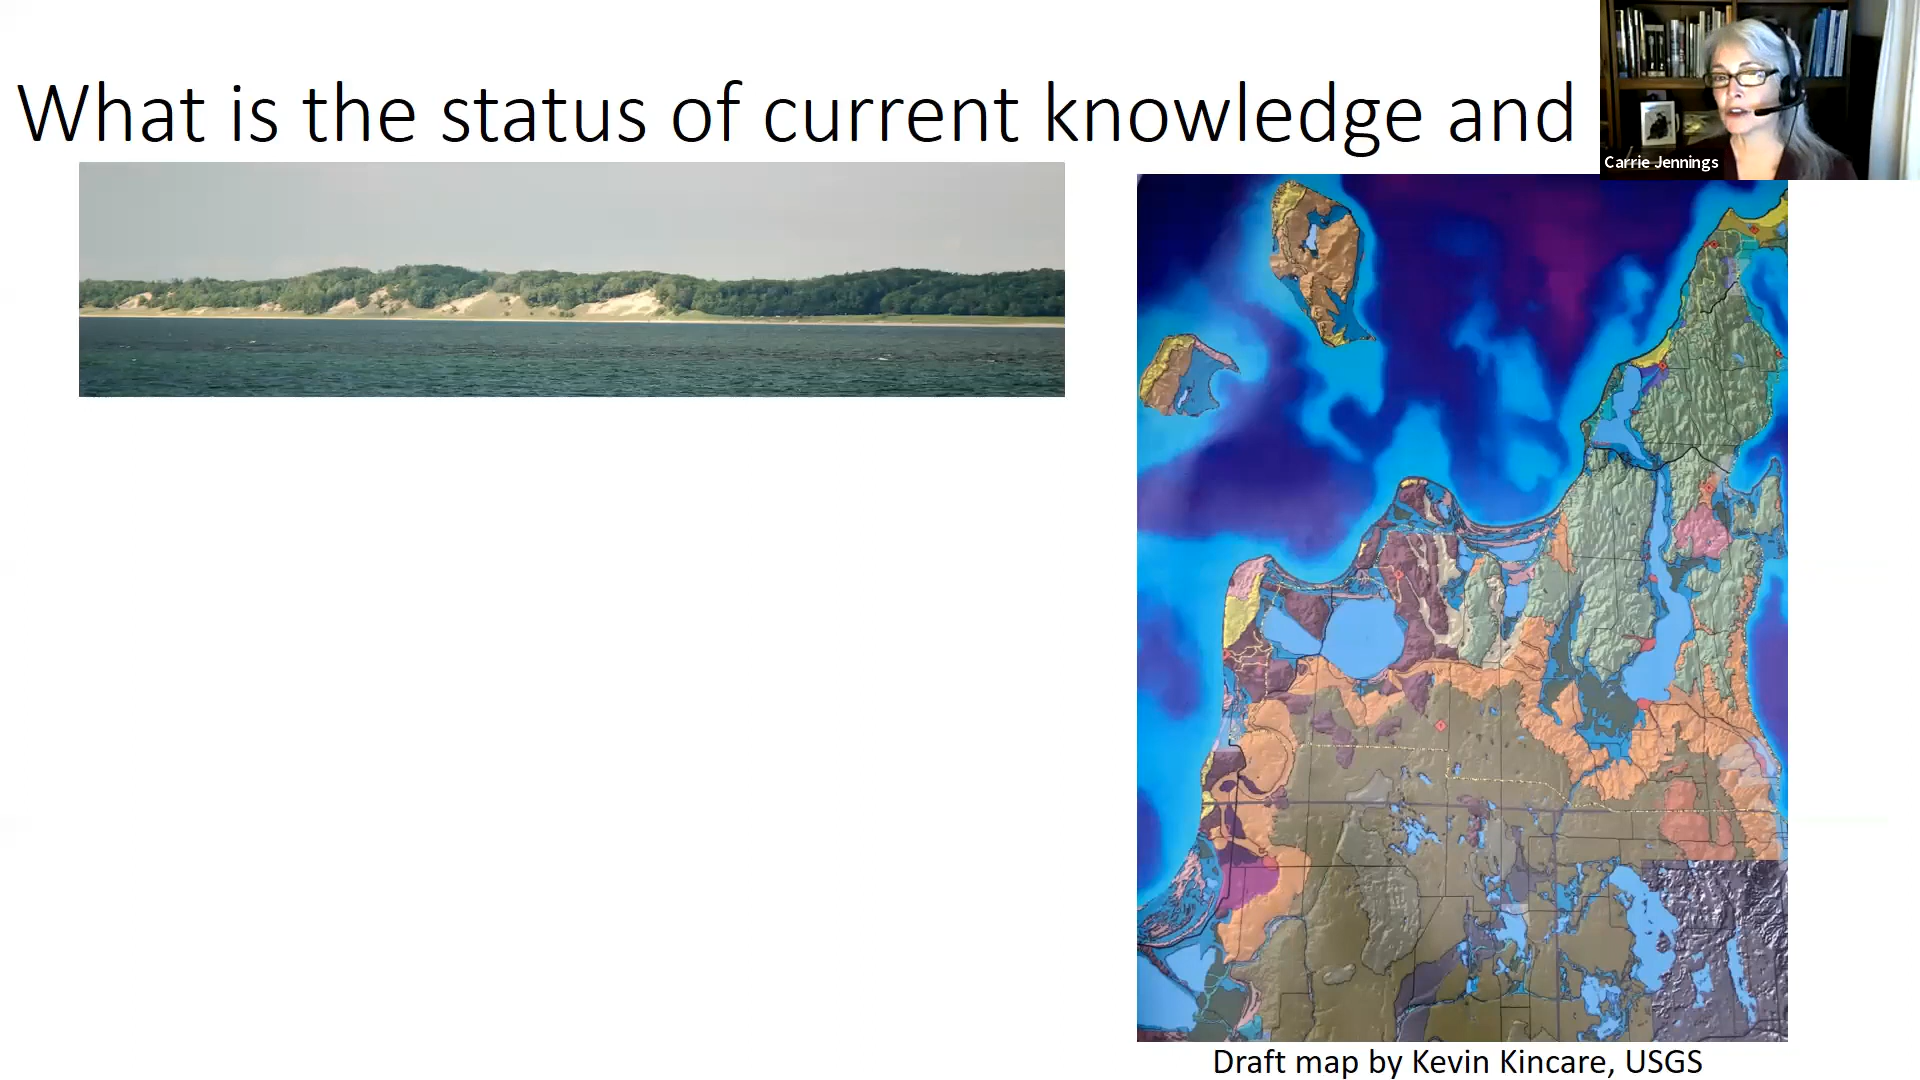 What is the status of current knowledge and
Carrie Jennings
Draft map by Kevin Kincare, USGS